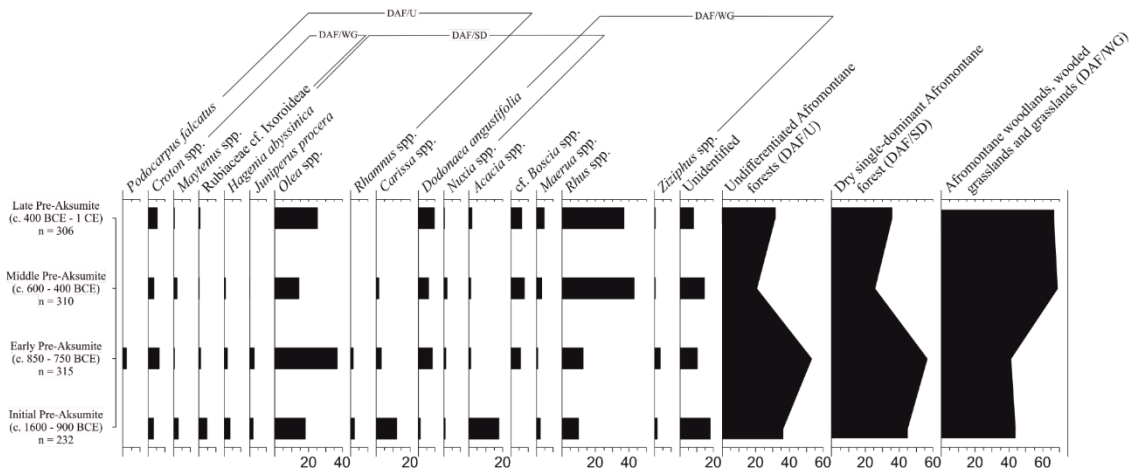 DAF/U
DAF/WG
DAF/WG
DAF/SD
Podocarpus falcatus
Croton spp.
Maytenus spp.
Rubiaceae cf. Ixoroideae
Hagenia abyssinica
Juniperus procera
Olea spp.
Rhammus spp.
Carissa spp.
Dodonaea angustifolia
Nuxia spp.
Acacia spp.
cf. Boscia spp.
Maerua spp.
Rhus spp.
Ziziphus spp.
Unidentified
Undifferentiated Afromontane
forests (DAF/U)
Dry single-dominant Afromontane
forest (DAF/SD)
Afromontane woodlands, wooded
grasslands and grasslands (DAF/WG)
Late Pre-Aksumite
(c. 400 BCE - 1 CE)
n = 306
Middle Pre-Aksumite
(c. 600 - 400 BCE)
n = 310
Early Pre-Aksumite
(c. 850 - 750 BCE)
n = 315
Initial Pre-Aksumite
(c. 1600 - 900 BCE)
n = 232
20 40 20 20 20 40 20 20 40 60 20 40 60 20 40 60